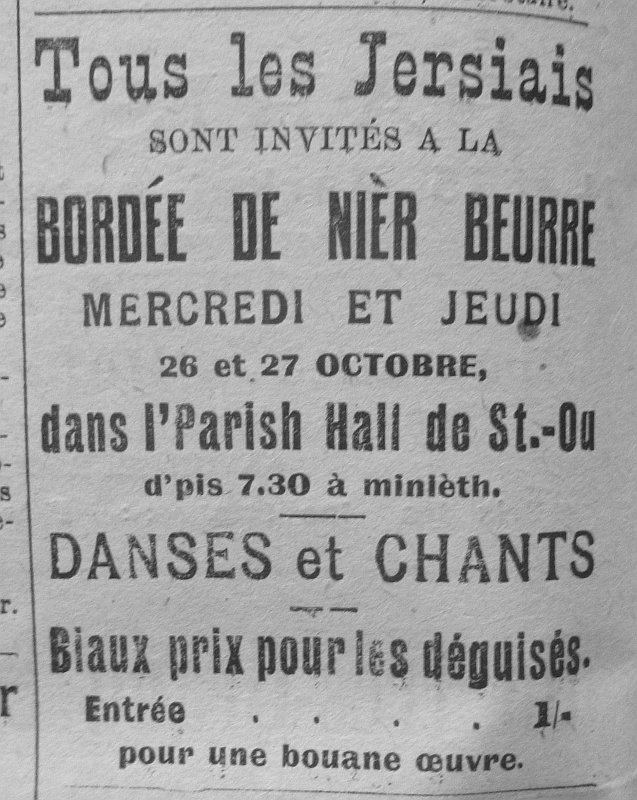 Tous les Jersiais
SONT INVITÉS A LA
BORDÉE DE NIÈR BEURRE
MERCREDI ET JEUDI
26 et 27 OCTOBRE,
dans l'Parish Hall de St.-Ou
d'pis 7.30 à minièth.
DANSES et CHANTS
Biaux prix pour les déguisés.
Entrée . . . . 1/-
pour une bouane œuvre.